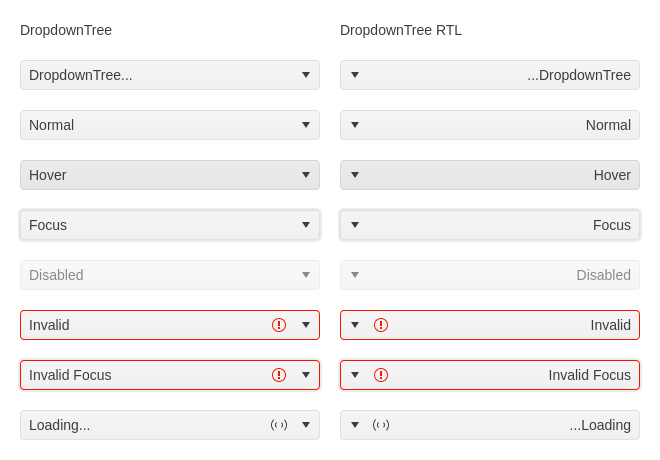 DropdownTree
DropdownTree...
Normal
Hover
Focus
Disabled
Invalid
Invalid Focus
Loading...
DropdownTree RTL
...DropdownTree
Normal
Hover
Focus
Disabled
Invalid
Invalid Focus
...Loading